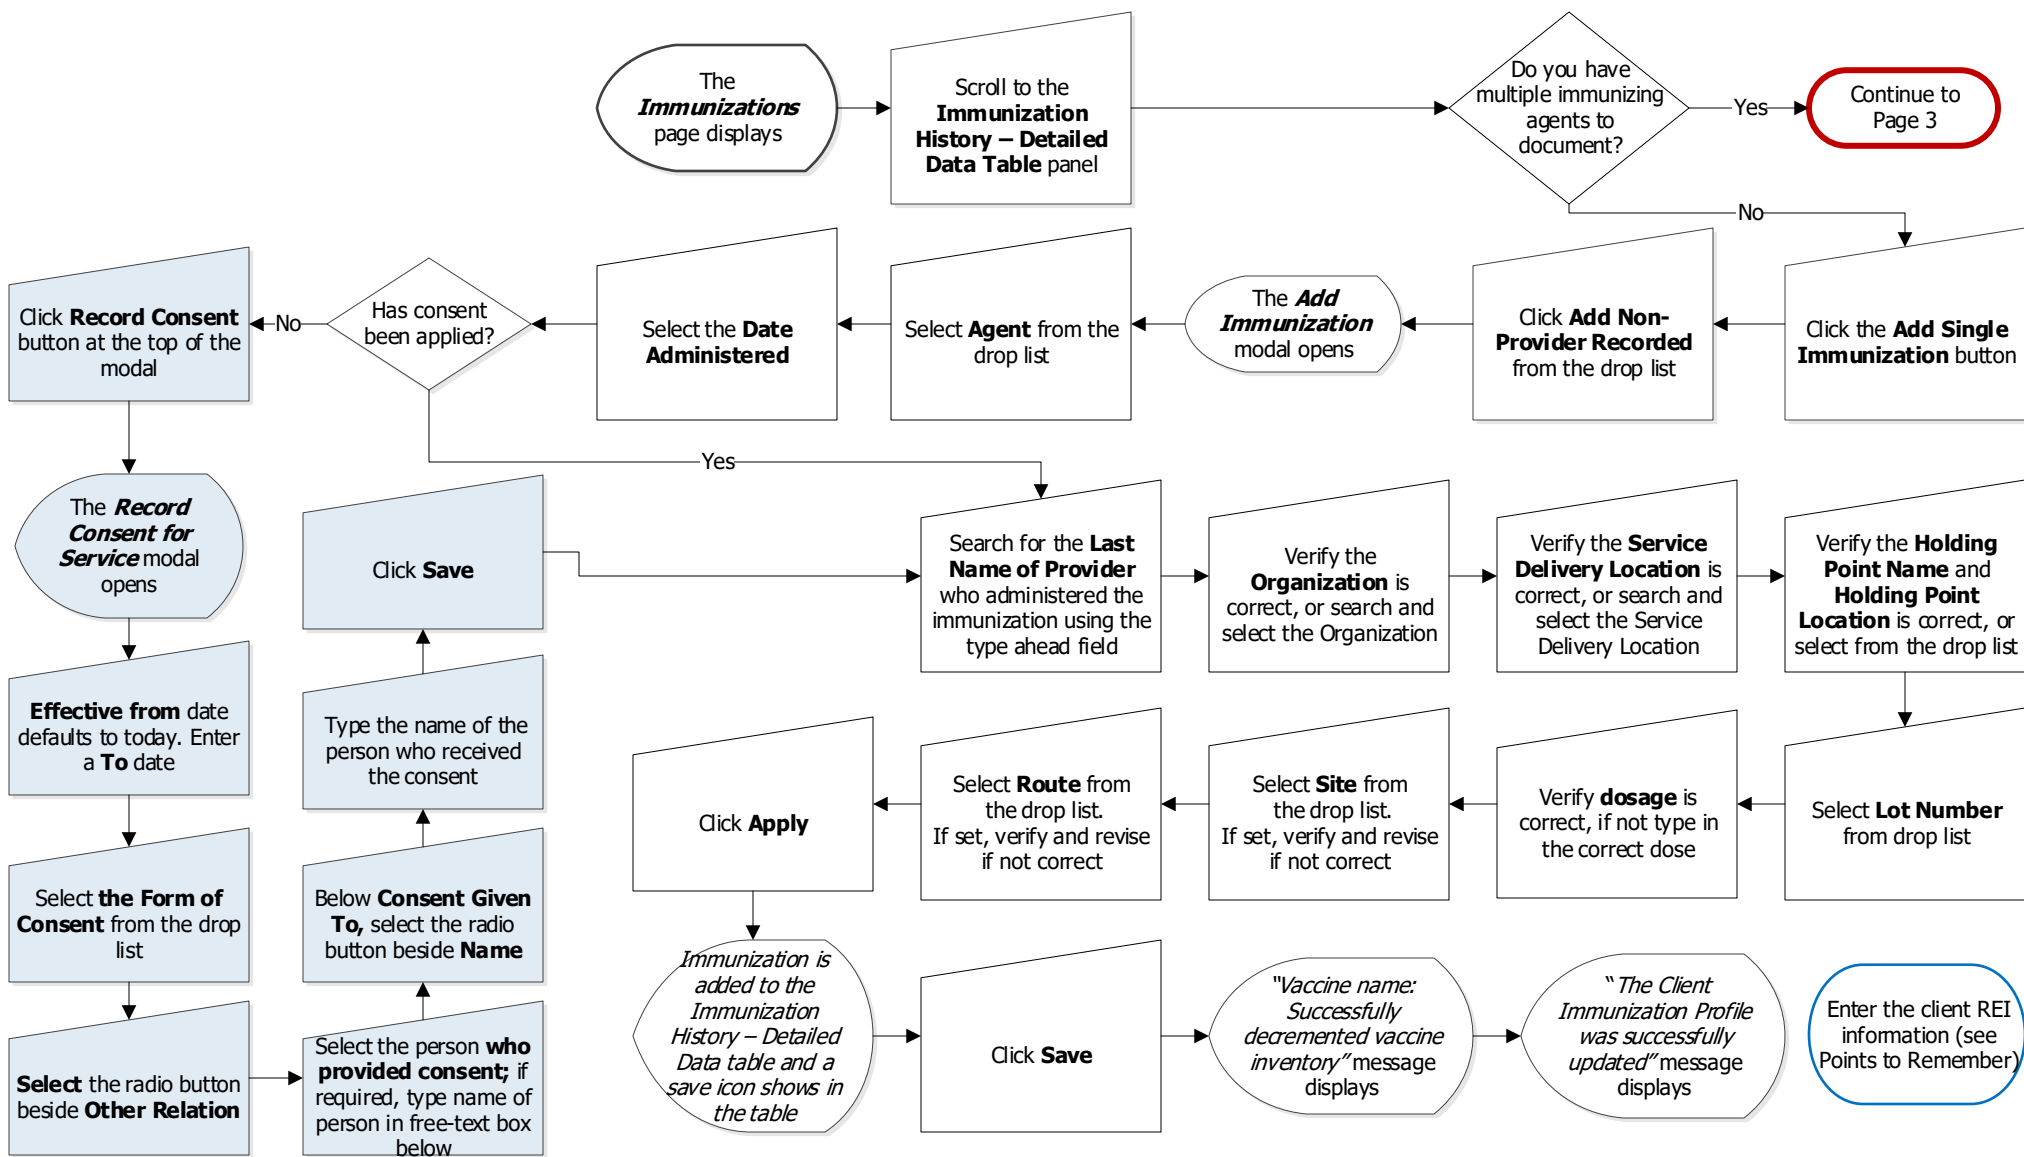 The
Immunizations
page displays
Scroll to the
Immunization
History – Detailed
Data Table panel
Do you have
multiple immunizing
agents to
document?
Yes
Continue to
Page 3
No
Click the Add Single
Immunization button
Click Add Non-
Provider Recorded
from the drop list
The Add
Immunization
modal opens
Select Agent from the
drop list
Select the Date
Administered
Has consent
been applied?
No
Click Record Consent
button at the top of the
modal
Yes
The Record
Consent for
Service modal
opens
Effective from date
defaults to today. Enter
a To date
Select the Form of
Consent from the drop
list
Select the radio button
beside Other Relation
Select the person who
provided consent; if
required, type name of
person in free-text box
below
Below Consent Given
To, select the radio
button beside Name
Type the name of the
person who received
the consent
Click Save
Search for the Last
Name of Provider
who administered the
immunization using the
type ahead field
Verify the
Organization is
correct, or search and
select the Organization
Verify the Service
Delivery Location is
correct, or search and
select the Service
Delivery Location
Verify the Holding
Point Name and
Holding Point
Location is correct, or
select from the drop list
Select Lot Number
from drop list
Verify dosage is
correct, if not type in
the correct dose
Select Site from
the drop list.
If set, verify and revise
if not correct
Select Route from
the drop list.
If set, verify and revise
if not correct
Click Apply
Immunization is
added to the
Immunization
History – Detailed
Data table and a
save icon shows in
the table
Click Save
"Vaccine name:
Successfully
decremented vaccine
inventory" message
displays
"The Client
Immunization Profile
was successfully
updated" message
displays
Enter the client REI
information (see
Points to Remember)